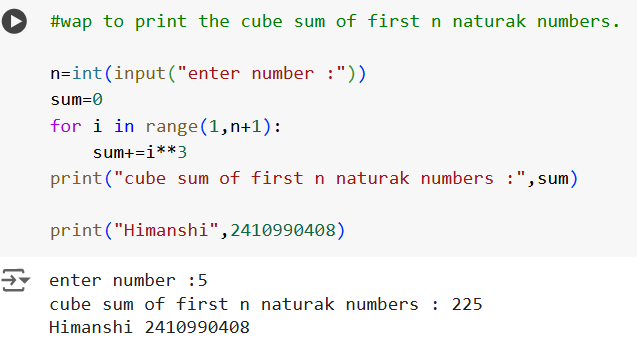 #wap to print the cube sum of first n naturak numbers.
n=int(input("enter number :"))
sum=0
for i in range(1,n+1):
    sum+=i**3
print("cube sum of first n naturak numbers :",sum)
print("Himanshi",2410990408)
enter number :5
cube sum of first n naturak numbers : 225
Himanshi 2410990408